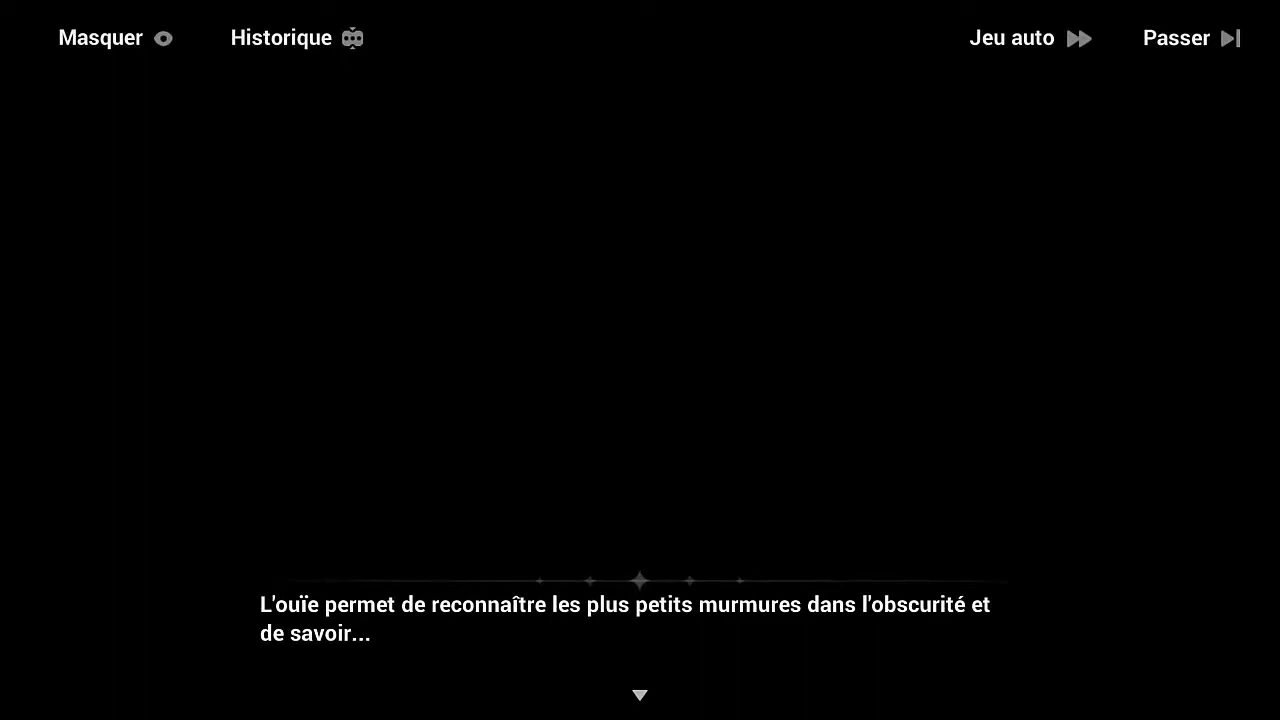 Masquer
Historique
Jeu auto
Passer
L'ouïe permet de reconnaître les plus petits murmures dans l'obscurité et
de savoir...